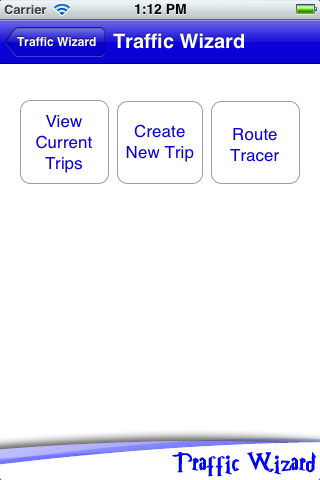 Carrier 1:12 PM
Traffic Wizard Traffic Wizard
View
Current
Trips
Create
New Trip
Route
Tracer
Traffic Wizard